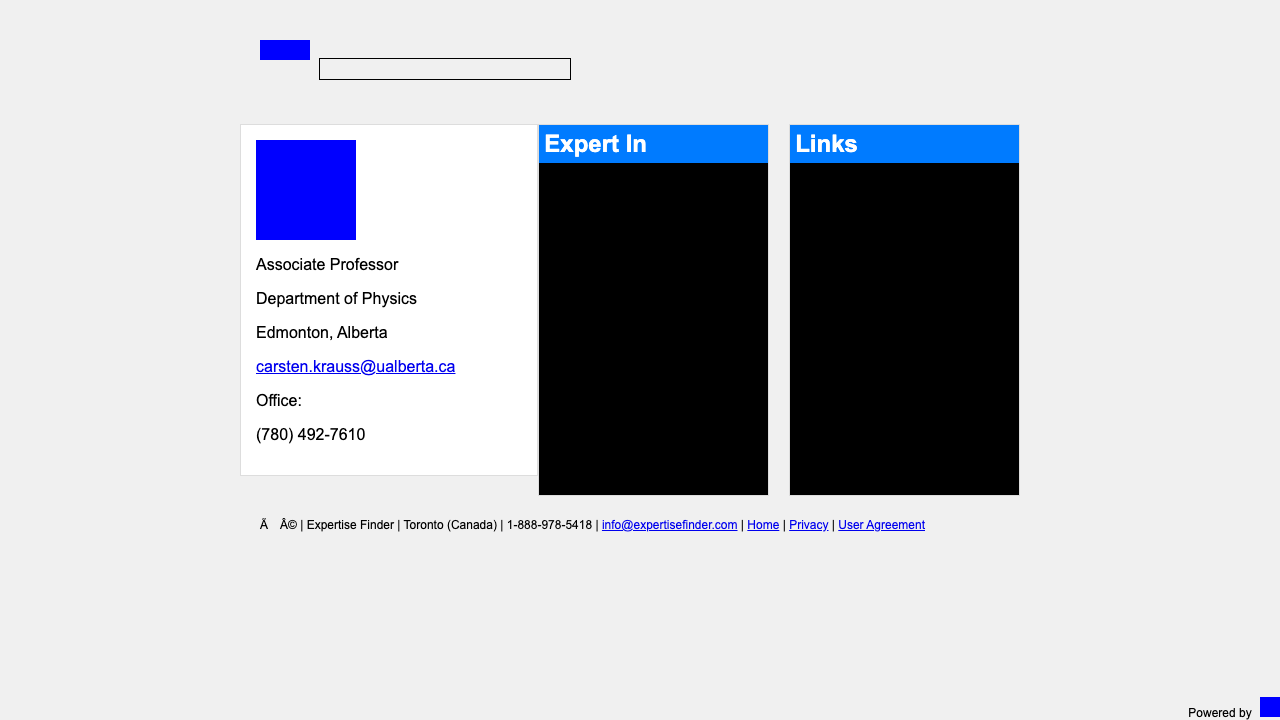 Expert In
Links
Associate Professor
Department of Physics
Edmonton, Alberta
carsten.krauss@ualberta.ca
Office:
(780) 492-7610
Ã Â© | Expertise Finder | Toronto (Canada) | 1-888-978-5418 | info@expertisefinder.com | Home | Privacy | User Agreement
Powered by